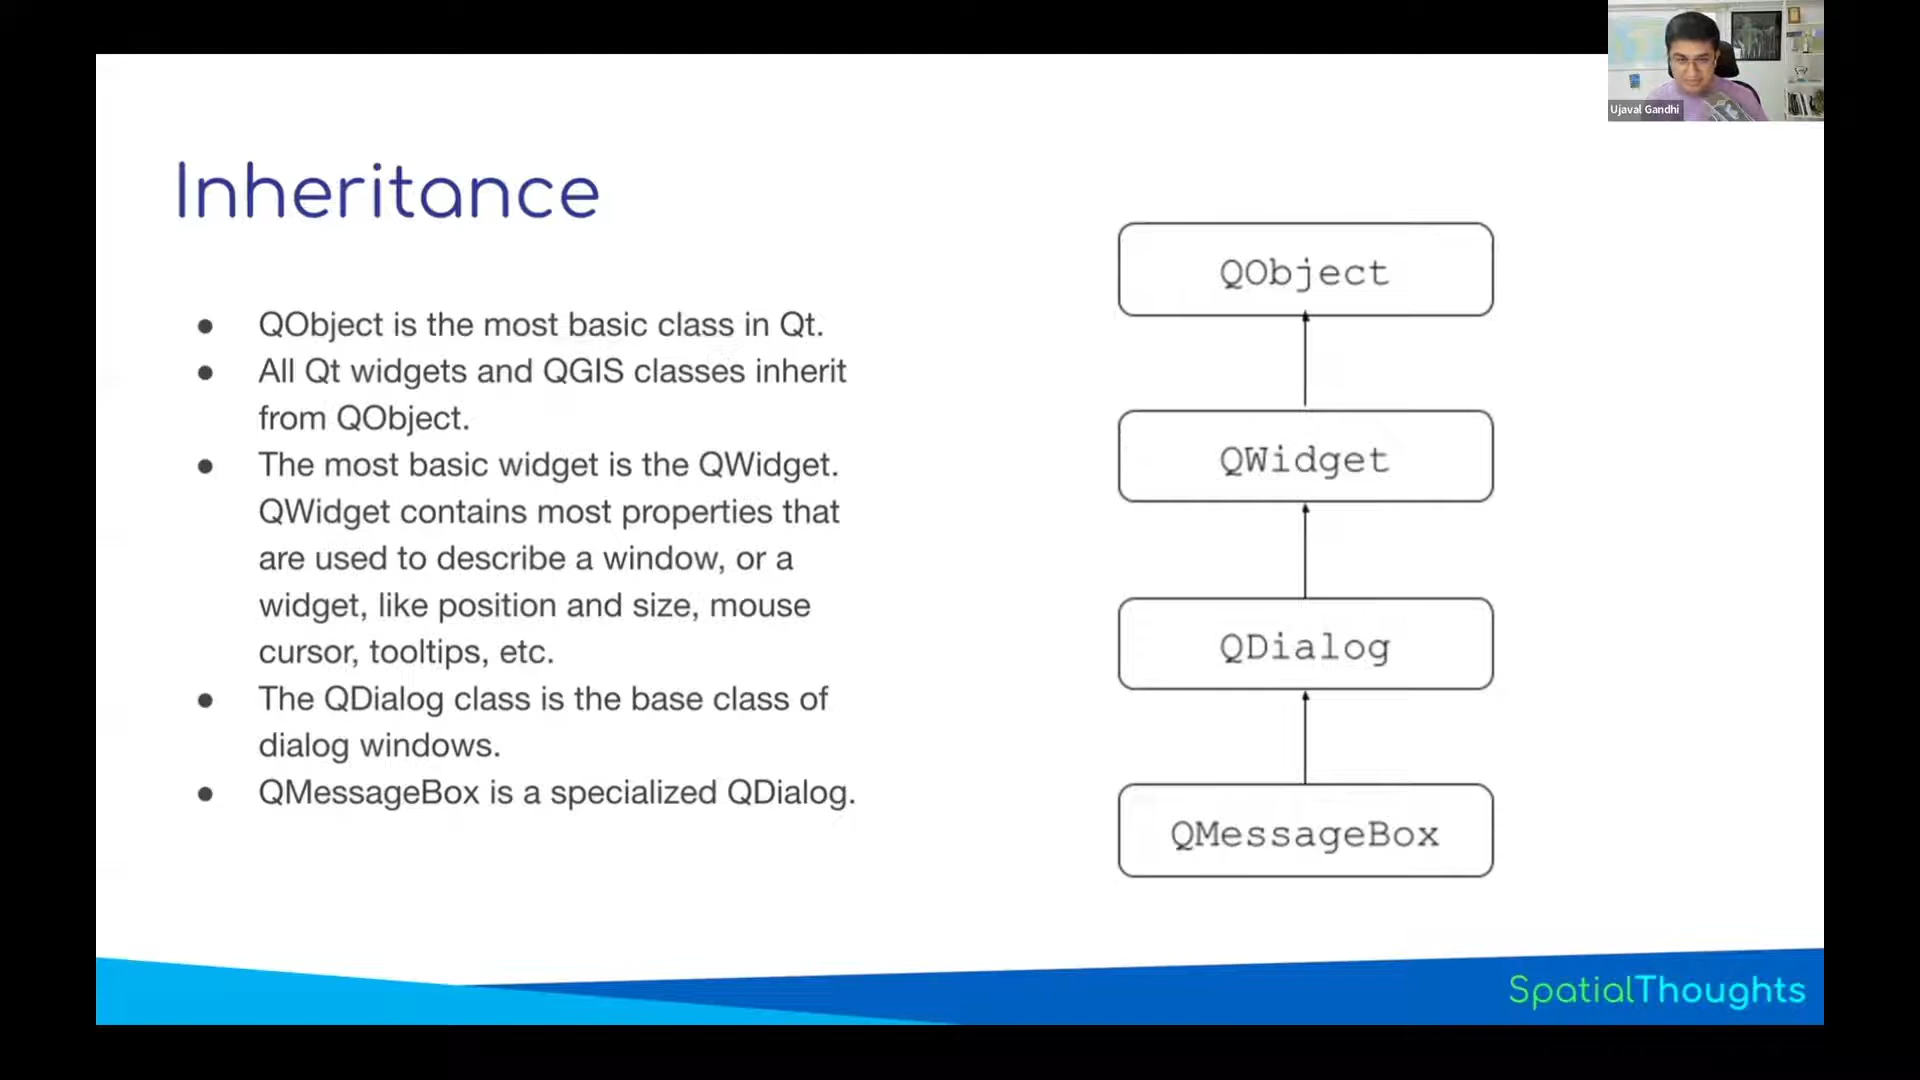 Ujaval Gandhi
Inheritance
● QObject is the most basic class in Qt.
● All Qt widgets and QGIS classes inherit
from QObject.
● The most basic widget is the QWidget.
QWidget contains most properties that
are used to describe a window, or a
widget, like position and size, mouse
cursor, tooltips, etc.
● The QDialog class is the base class of
dialog windows.
● QMessageBox is a specialized QDialog.
QObject
QWidget
QDialog
QMessageBox
SpatialThoughts